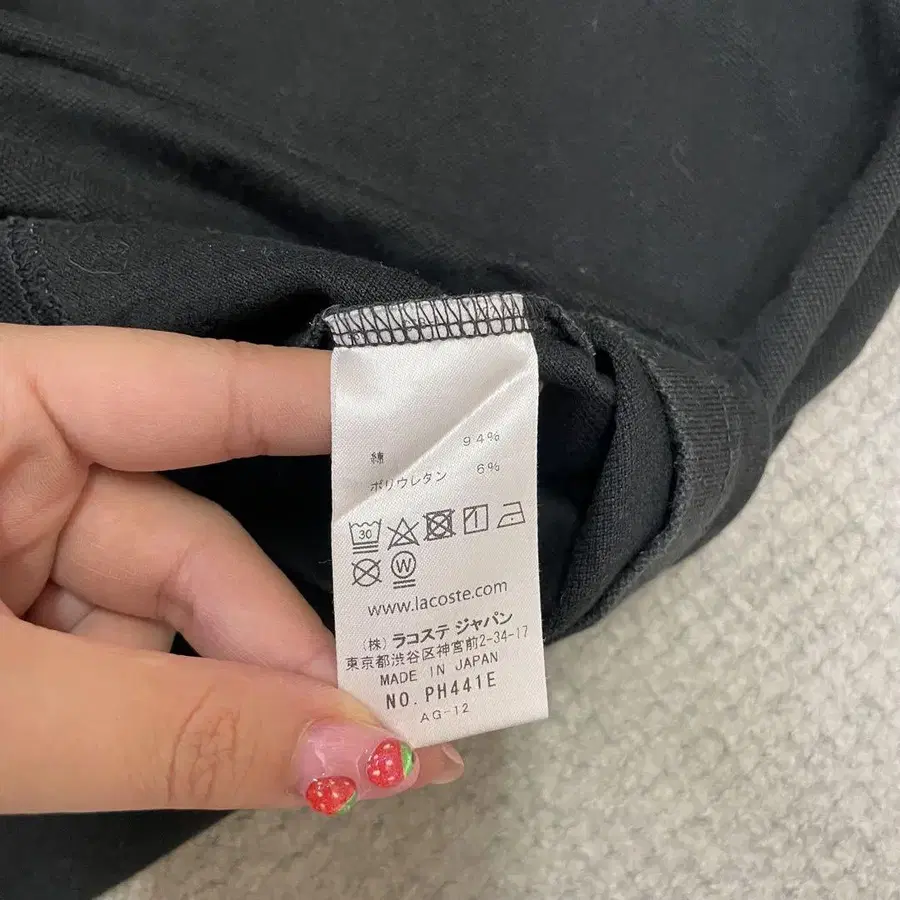 綿 94%
ポリウレタン 6%
30
W
www.lacoste.com
(株) ラコステ ジャパン
東京都渋谷区神宮前2-34-17
MADE IN JAPAN
NO. PH441E
AG-12